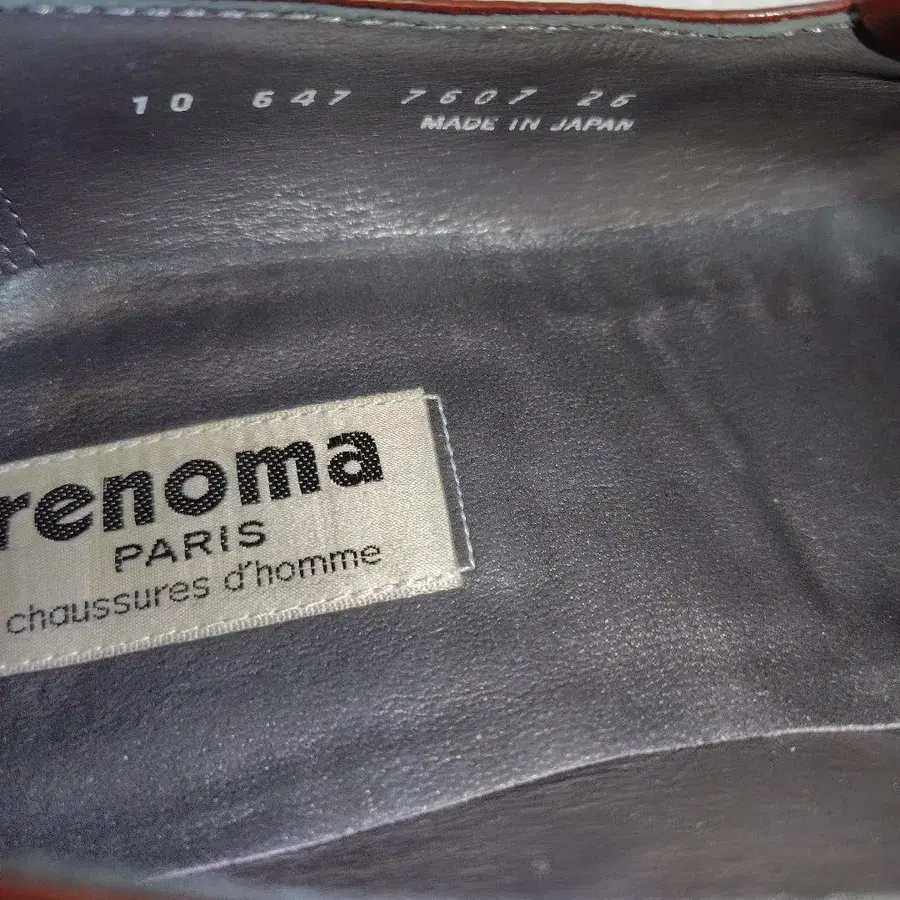 10 647 7607 26
MADE IN JAPAN
renoma
PARIS
chaussures d'homme